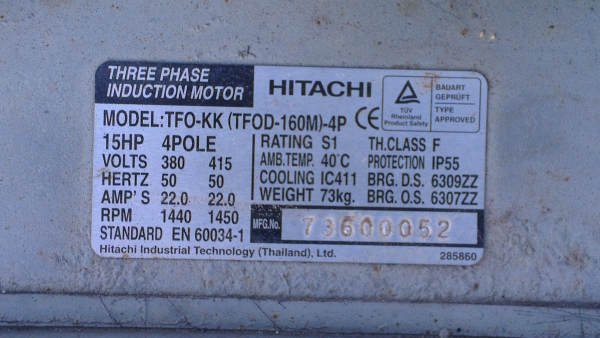 THREE PHASE
INDUCTION MOTOR
HITACHI
TÜV
Rheinland
Product Safety
BAUART
GEPRÜFT
TYPE
APPROVED
MODEL:TFO-KK (TFOD-160M)-4P CE
15HP 4POLE RATING S1 TH.CLASS F
VOLTS 380 415 AMB.TEMP. 40°C PROTECTION IP55
HERTZ 50 50 COOLING IC411 BRG. D.S. 6309ZZ
AMP'S 22.0 22.0 WEIGHT 73kg. BRG. O.S. 6307ZZ
RPM 1440 1450 MFG.No. 79600052
STANDARD EN 60034-1
Hitachi Industrial Technology (Thailand), Ltd. 285860